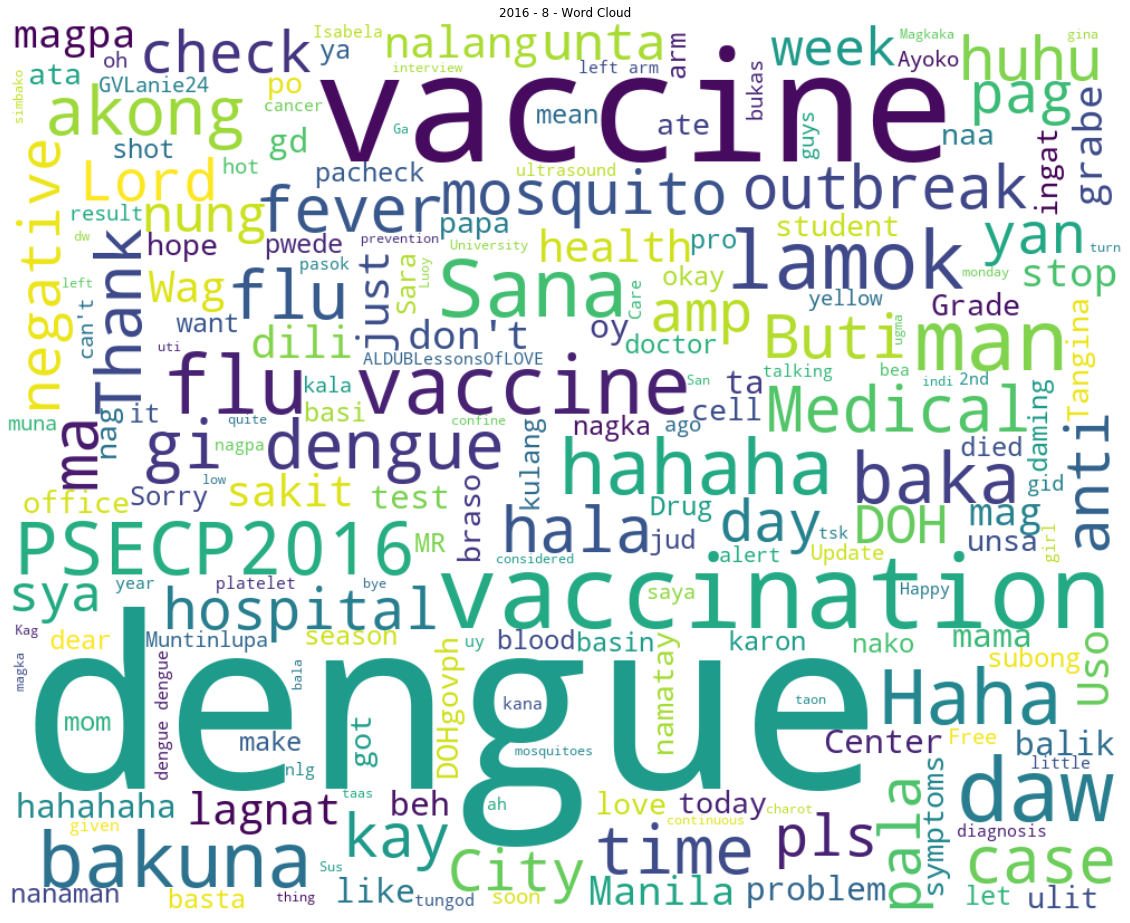 2016 - 8 - Word Cloud
magpa
oh
check
Isabela
ya
nalang
unta
interview
left arm
arm
week
Ayoko
Magkaka
gina
huhu
ata
GVLanie24
po
cancer
vaccine
mean
ate
bukas
guys
pag
simbako
akong
shot
gd
Ga
naa
ingat
grabe
hot
pacheck
ultrasound
negative
Lord
nung
fever
mosquito
outbreak
result
papa
student
yan
dw
Thank
hope
pwede
prevention
University
health
pro
lamok
turn
pasok
just
Sara
Luoy
Sana
okay
monday
stop
left
Wag
flu
Care
amp
yellow
Grade
can't
want
don't
oy
doctor
Buti
ugma
man
Tangina
uti
dili
ALDUBLessonsOfLOVE
talking
bea
indi
2nd
flu vaccine
San
ta
Medical
kala
basi
cell
muna
ma
nag
it
quite
nagka
ago
daming
anti
gi
dengue
nagpa
confine
kulang
hahaha
baka
died
low
sakit
test
braso
gid
office
Sorry
Drug
day
DOH
mag
PSECP2016
MR
hala
jud
tsk
unsa
girl
considered
alert
Update
sya
year
platelet
bye
vaccination
saya
Happy
hospital
Kag
dear
Muntinlupa
season
uy
blood
basin
karon
nako
mama
Uso
magka
dengue dengue
bala
DOHgovph
namatay
subong
dengue
mom
got
kana
taon
Haha
make
mosquitoes
Center
Free
balik
nlg
little
hahahaha
lagnat
taas
beh
ah
love
today
charot
pala
daw
given
continuous
symptoms
diagnosis
bakuna
kay
City
time
pls
case
Sus
nanaman
basta
thing
like
tungod
soon
Manila
problem
let
ulit